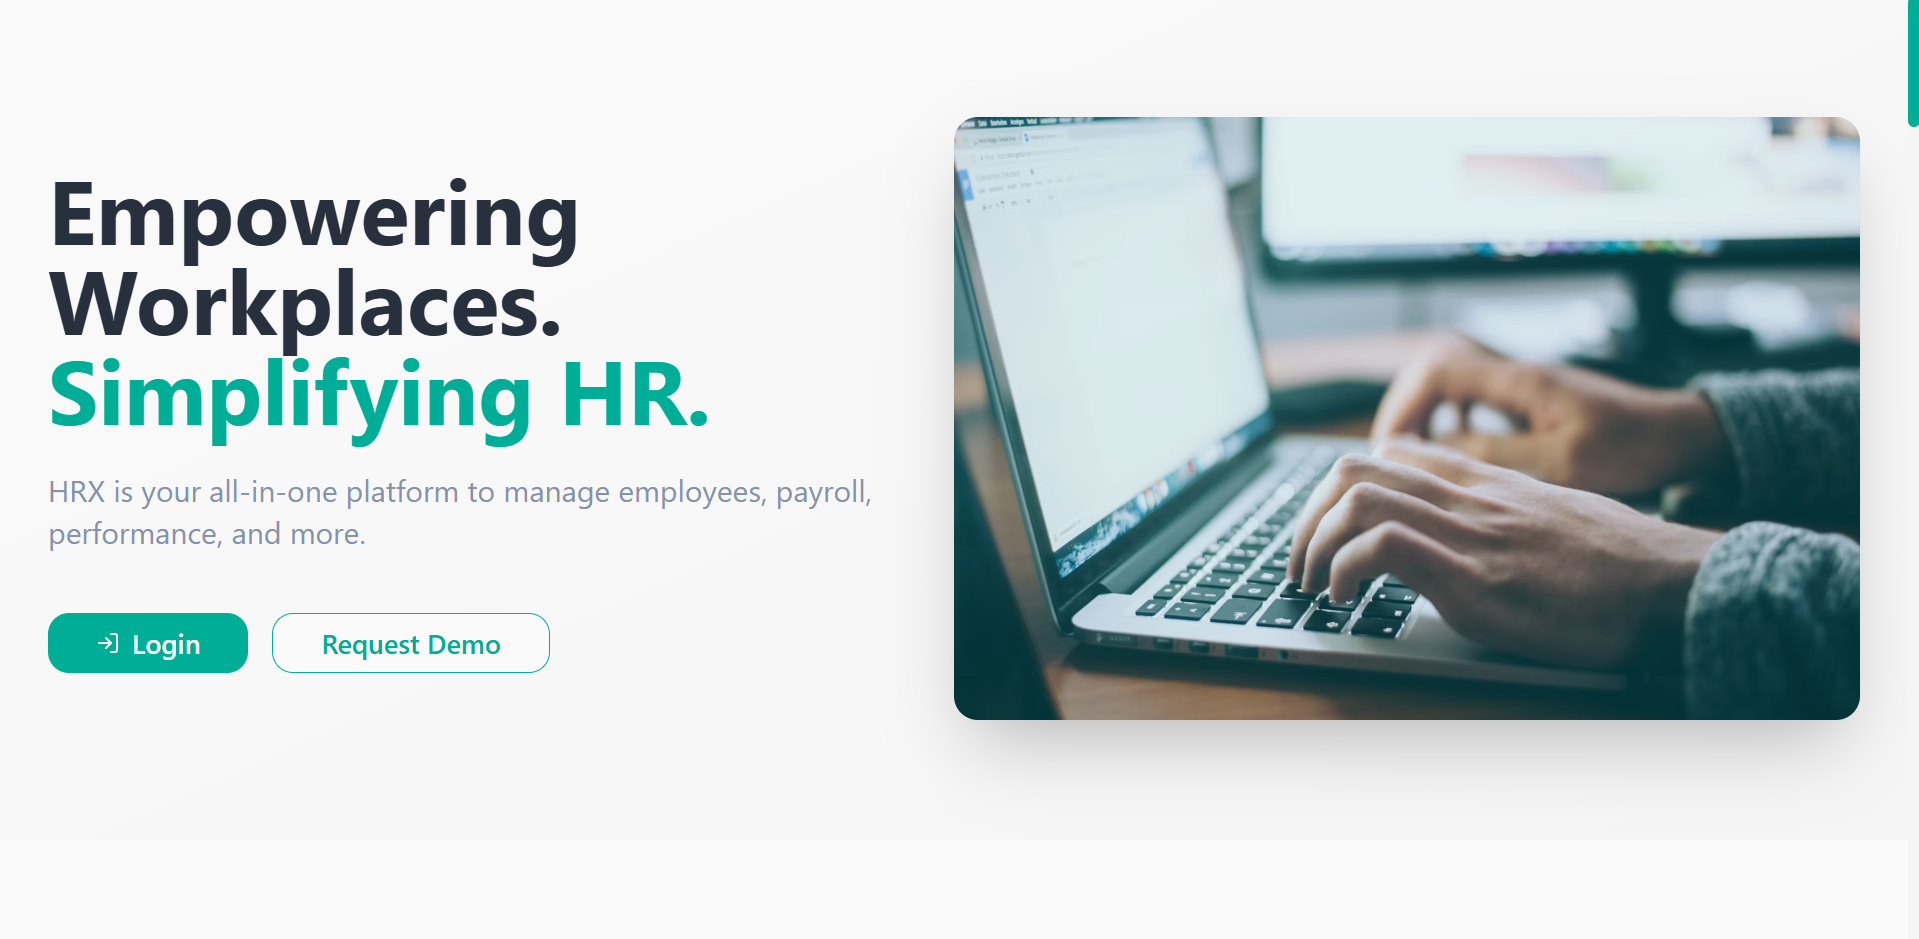 Empowering
Workplaces.
Simplifying HR.
HRX is your all-in-one platform to manage employees, payroll,
performance, and more.
Login
Request Demo